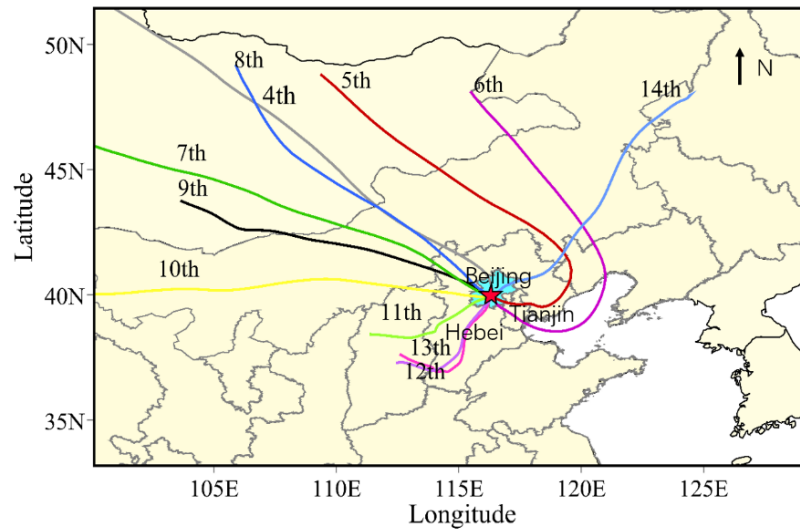 50N
45N
40N
35N
Latitude
8th
4th
5th
6th
14th
N
7th
9th
10th
11th
13th
12th
Beijing
Tianjin
Hebei
105E
110E
115E
120E
125E
Longitude